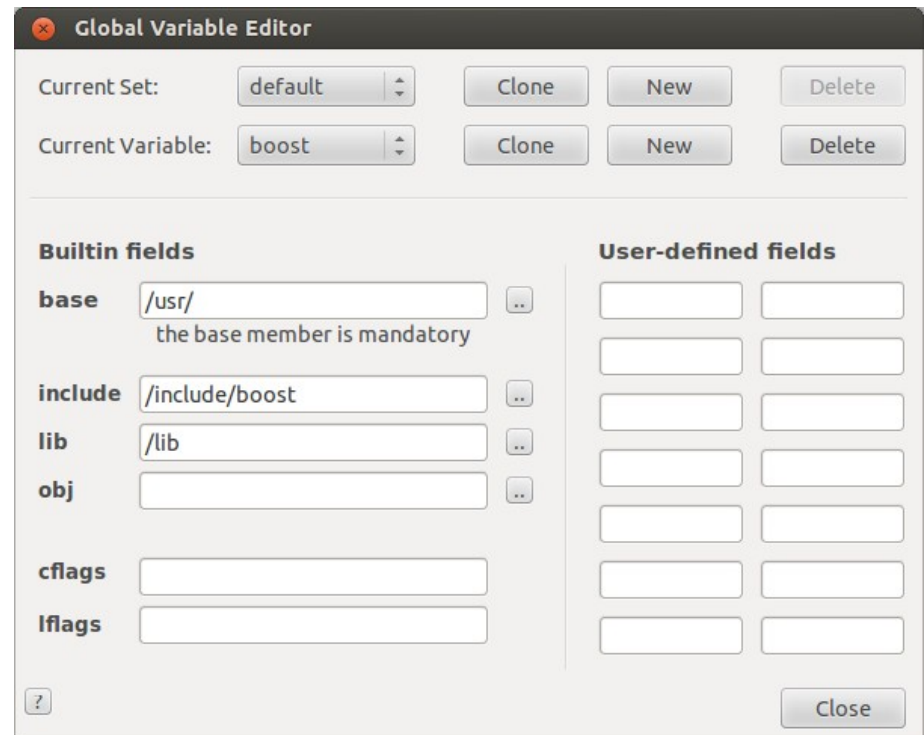 Global Variable Editor
Current Set: default Clone New Delete
Current Variable: boost Clone New Delete
Builtin fields
base /usr/ ..
the base member is mandatory
include /include/boost ..
lib /lib ..
obj ..
cflags
lflags
User-defined fields
?
Close